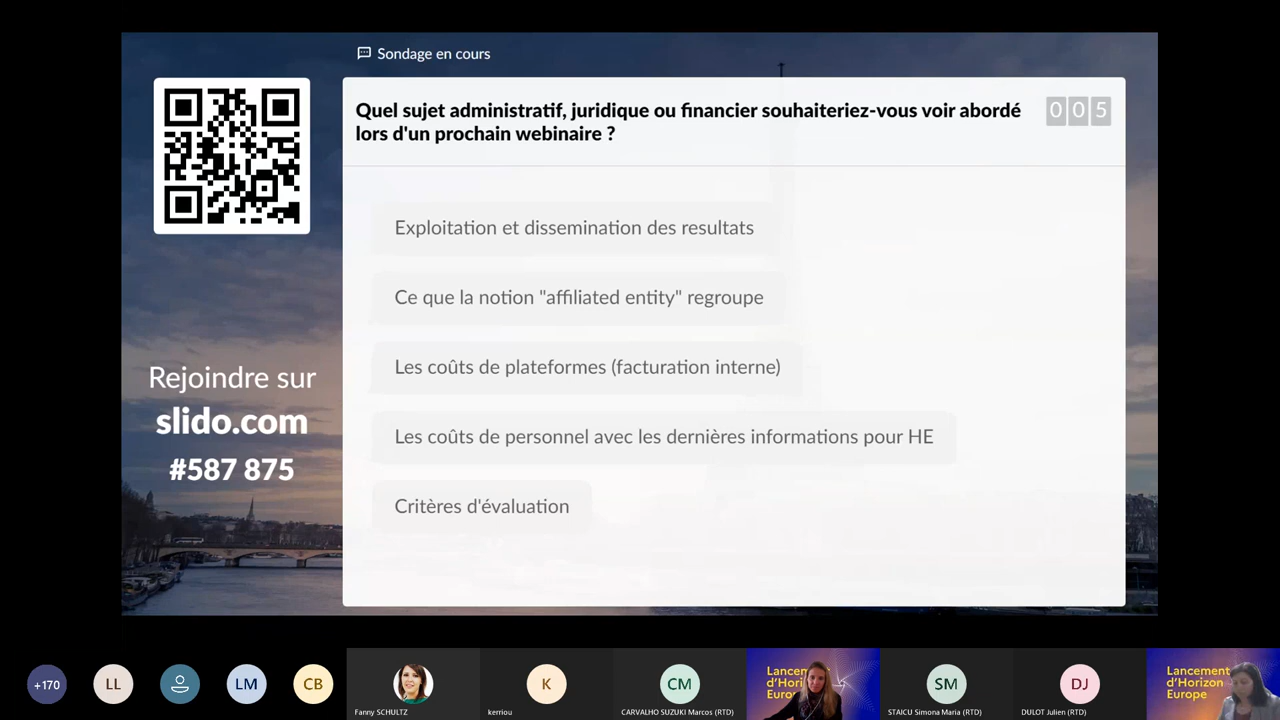 Sondage en cours
Quel sujet administratif, juridique ou financier souhaiteriez-vous voir abordé
lors d'un prochain webinaire ?
005
Exploitation et dissemination des resultats
Ce que la notion "affiliated entity" regroupe
Les coûts de plateformes (facturation interne)
Les coûts de personnel avec les dernières informations pour HE
Critères d'évaluation
Rejoindre sur
slido.com
#587 875
+170
LL
LM
CB
Fanny SCHULTZ
K
kerriou
CM
CARVALHO SUZUKI Marcos (RTD)
Lancem
d'Horiz
Euro
SM
STAICU Simona Maria (RTD)
DJ
DULOT Julien (RTD)
Lancement
d'Horizon
Europe